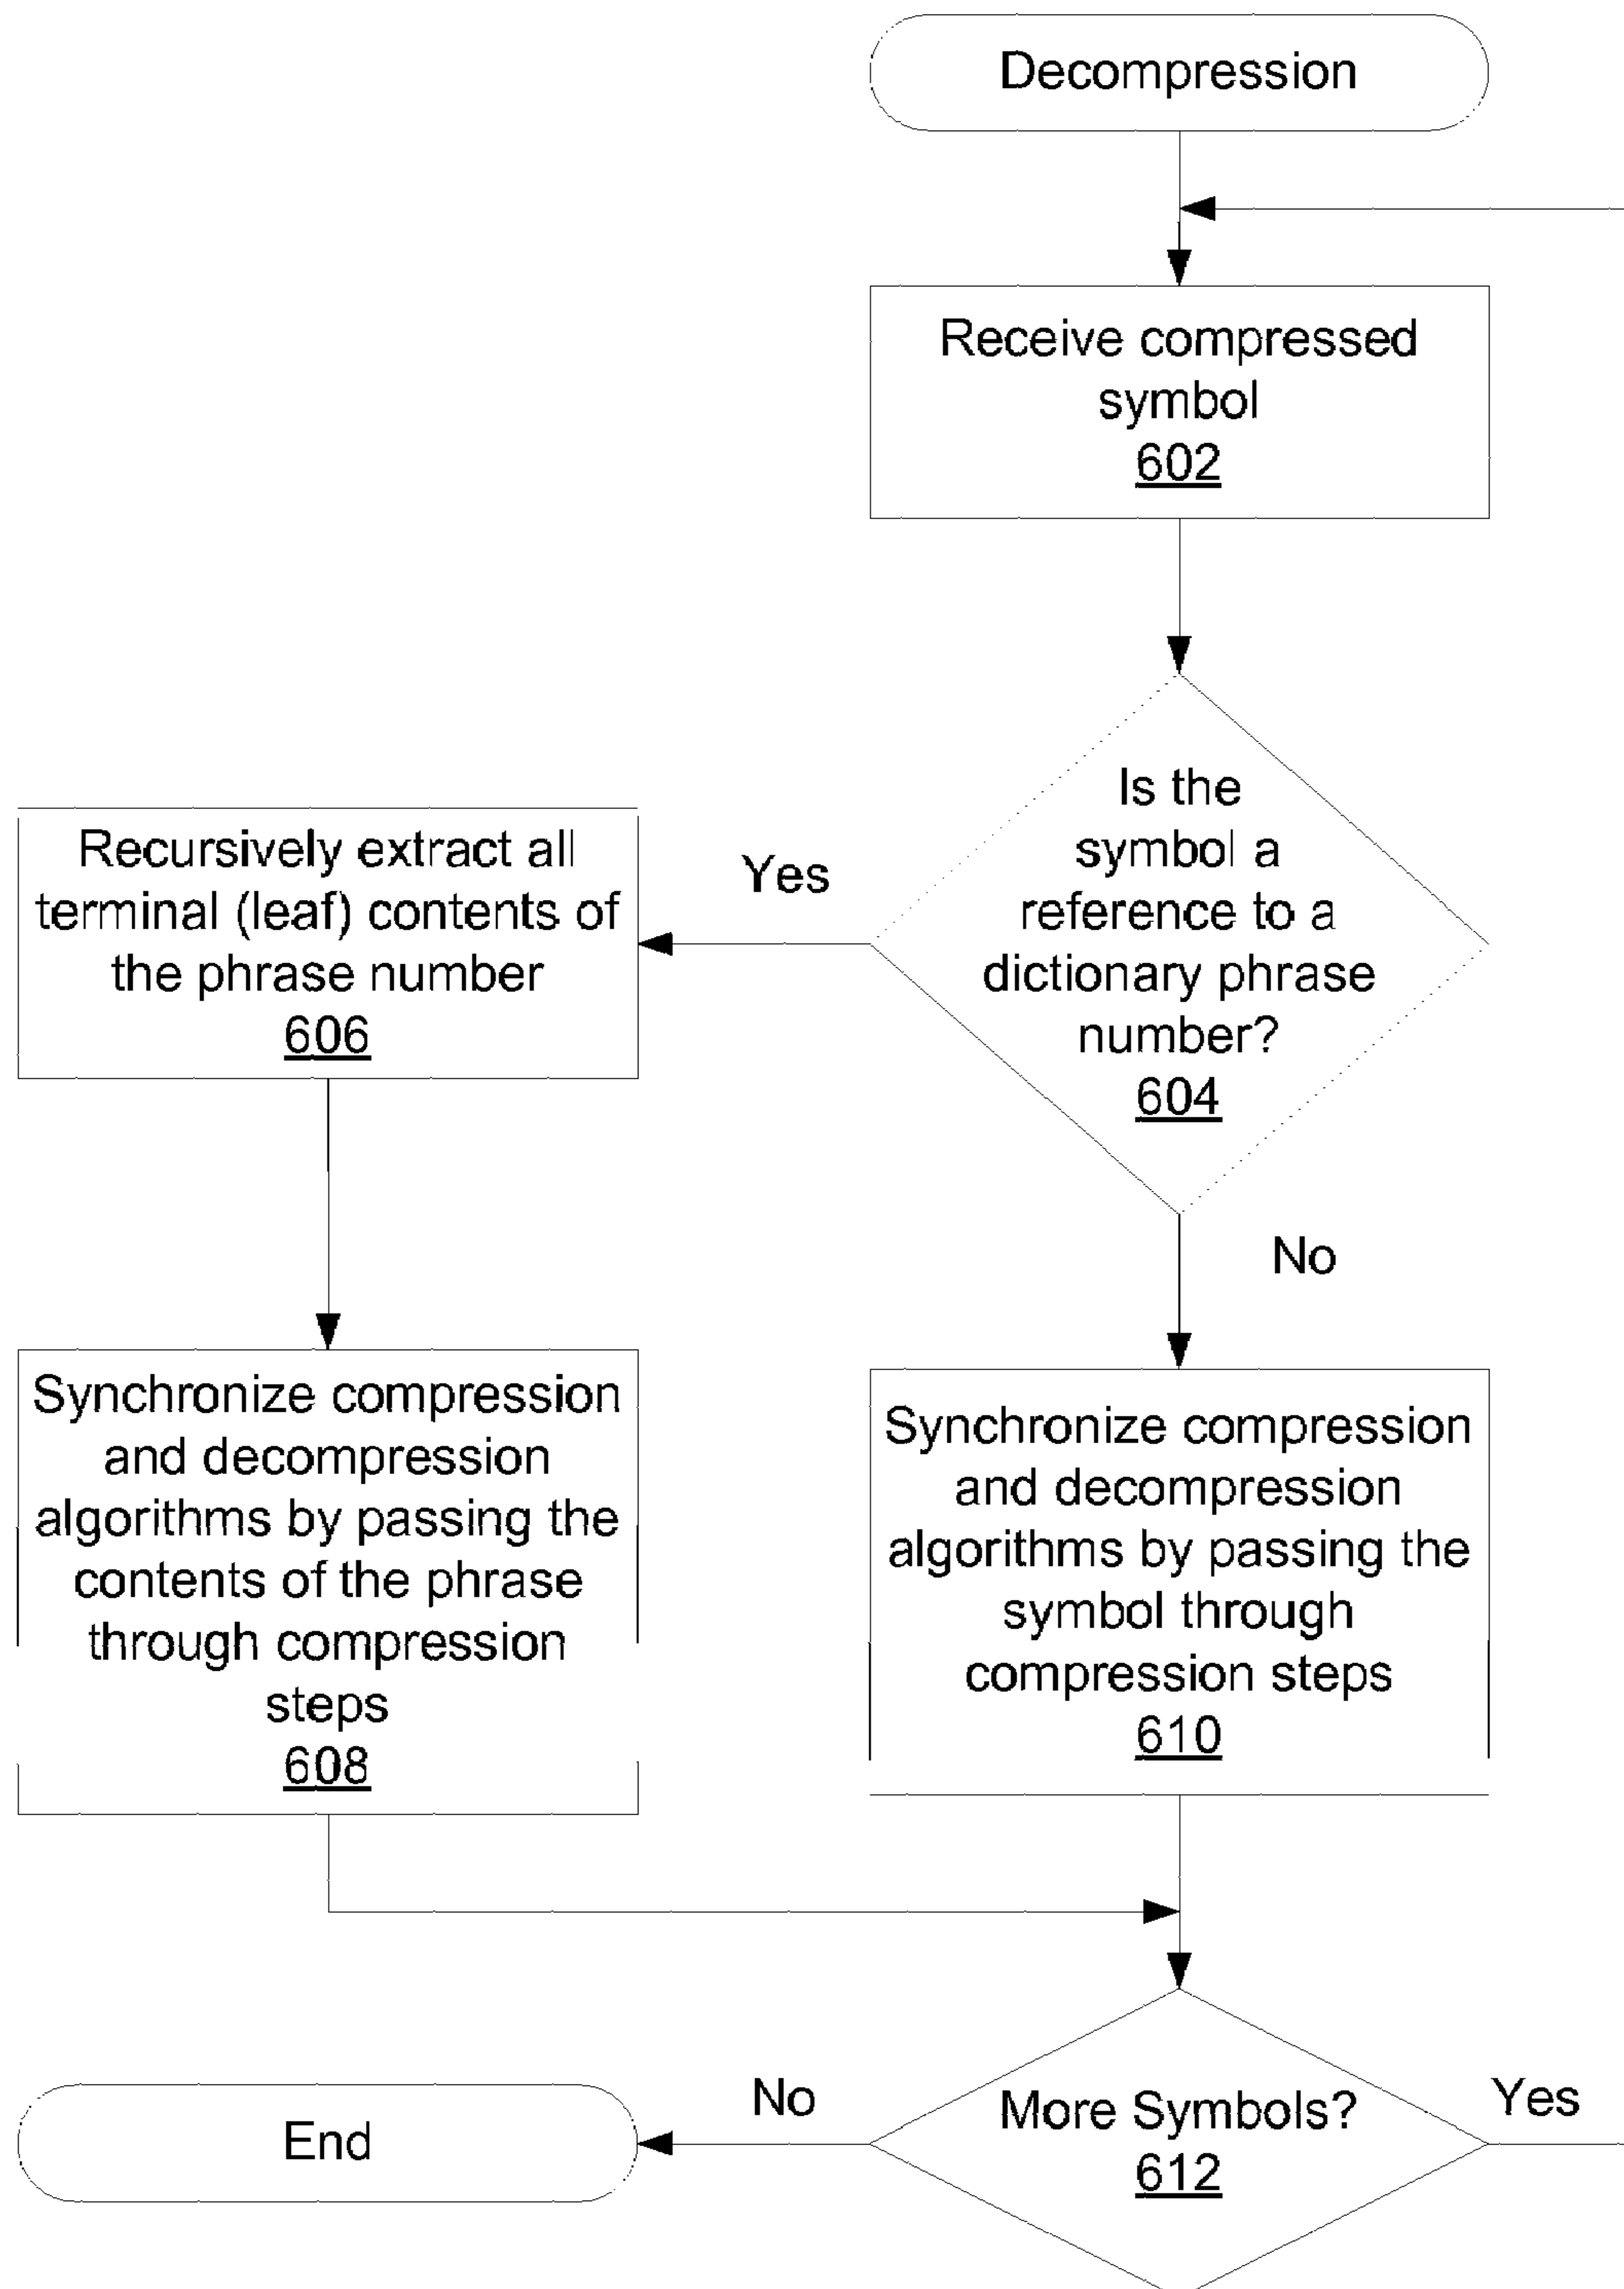 Decompression
Receive compressed
symbol
602
Is the
symbol a
reference to a
dictionary phrase
number?
604
Yes
Recursively extract all
terminal (leaf) contents of
the phrase number
606
No
Synchronize compression
and decompression
algorithms by passing the
contents of the phrase
through compression
steps
608
Synchronize compression
and decompression
algorithms by passing the
symbol through
compression steps
610
More Symbols?
612
No
Yes
End